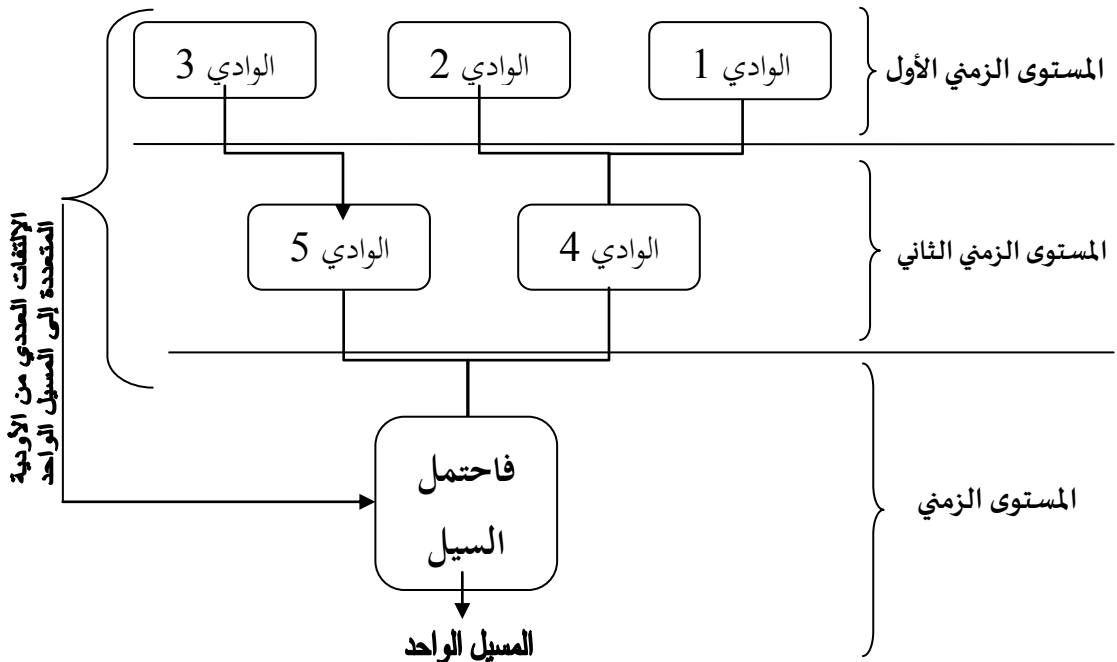 المستوى الزمني الأول
الوادي 1
الوادي 2
الوادي 3
المستوى الزمني الثاني
الوادي 4
الوادي 5
الإلتفات العددي من الأودية
المتعددة إلى المسيل الواحد
المستوى الزمني
فاحتمل
السيل
المسيل الواحد